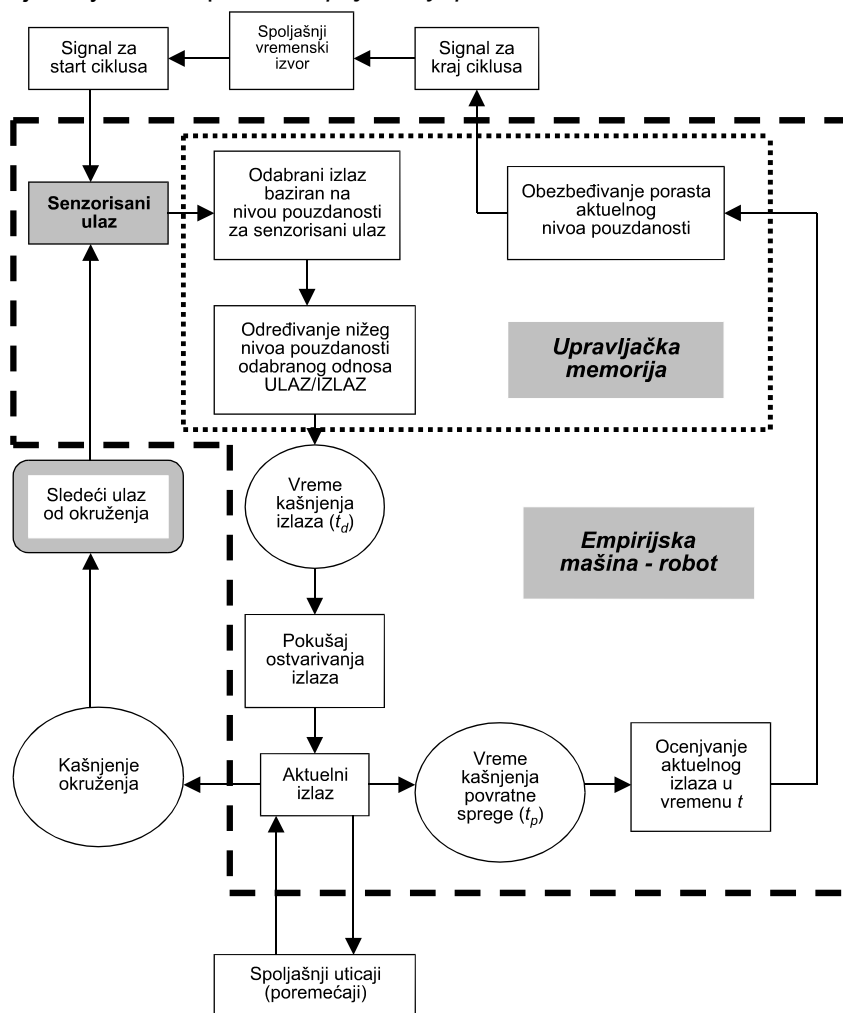 Signal za
start ciklusa
Spoljašnji
vremenski
izvor
Signal za
kraj ciklusa
Senzorisani
ulaz
Odabrani izlaz
baziran na
nivou pouzdanosti
za senzorisani ulaz
Obezbeđivanje porasta
aktuelnog
nivoa pouzdanosti
Određivanje nižeg
nivoa pouzdanosti
odabranog odnosa
ULAZ/IZLAZ
Upravljačka
memorija
Sledeći ulaz
od okruženja
Vreme
kašnjenja
izlaza (td)
Empirijska
mašina - robot
Pokušaj
ostvarivanja
izlaza
Kašnjenje
okruženja
Aktuelni
izlaz
Vreme
kašnjenja
povratne
sprege (tp)
Ocenjvanje
aktuelnog
izlaza u
vremenu t
Spoljašnji uticaji
(poremećaji)